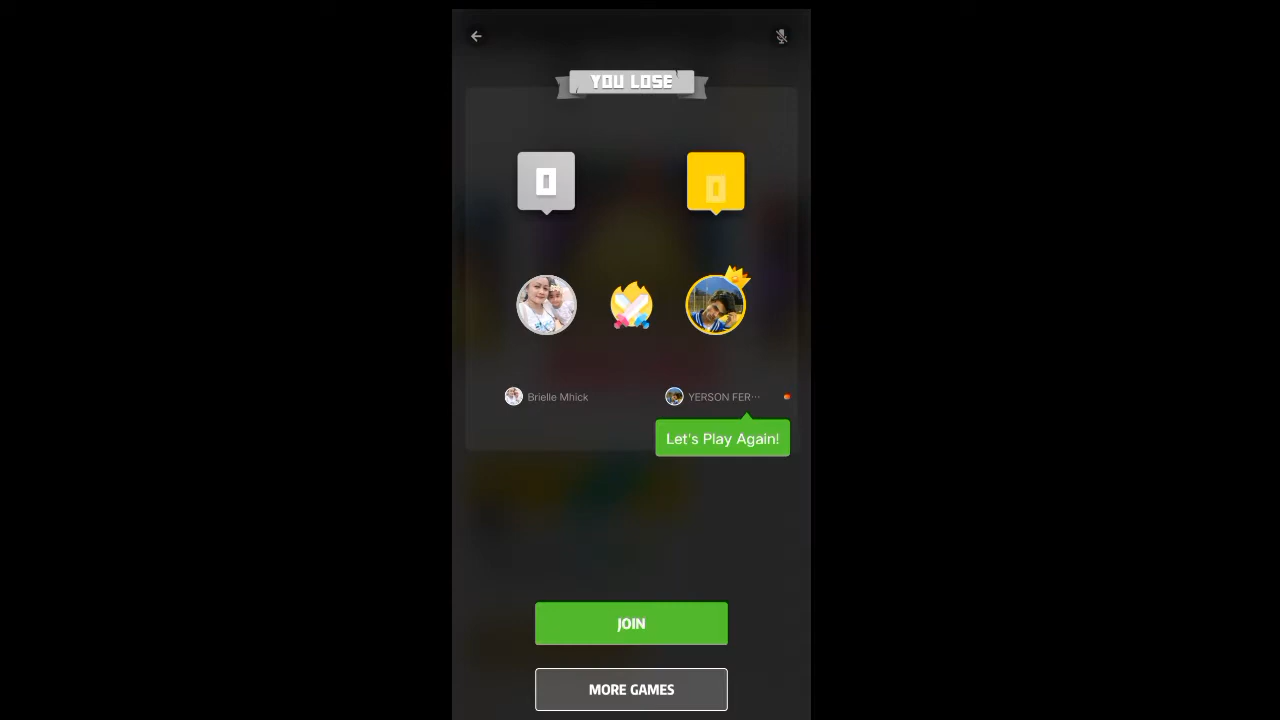 YOU LOSE
0
0
Brielle Mhick
YERSON FER···
Let's Play Again!
JOIN
MORE GAMES